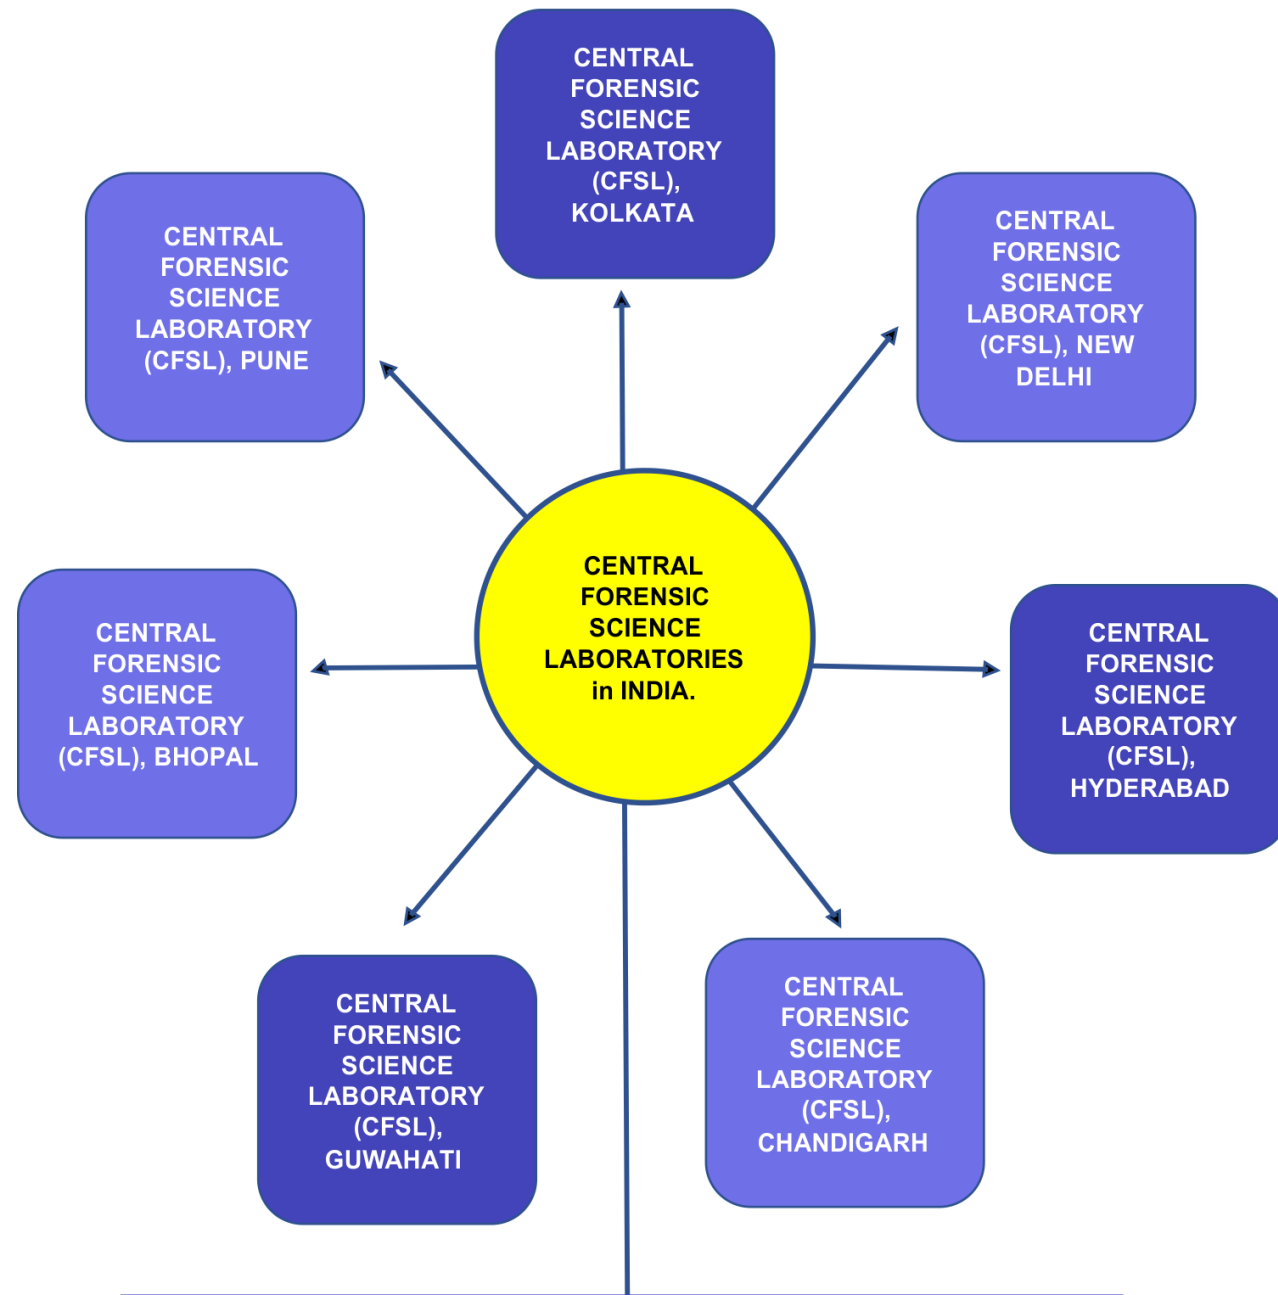 CENTRAL
FORENSIC
SCIENCE
LABORATORY
(CFSL),
KOLKATA
CENTRAL
FORENSIC
SCIENCE
LABORATORY
(CFSL), PUNE
CENTRAL
FORENSIC
SCIENCE
LABORATORY
(CFSL), NEW
DELHI
CENTRAL
FORENSIC
SCIENCE
LABORATORIES
in INDIA.
CENTRAL
FORENSIC
SCIENCE
LABORATORY
(CFSL), BHOPAL
CENTRAL
FORENSIC
SCIENCE
LABORATORY
(CFSL),
HYDERABAD
CENTRAL
FORENSIC
SCIENCE
LABORATORY
(CFSL),
GUWAHATI
CENTRAL
FORENSIC
SCIENCE
LABORATORY
(CFSL),
CHANDIGARH